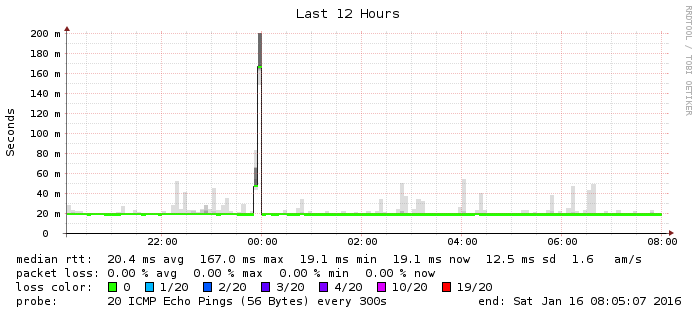 Last 12 Hours
RRDTOOL / TOBI OETIKER
Seconds
200 m
180 m
160 m
140 m
120 m
100 m
80 m
60 m
40 m
20 m
0
22:00 00:00 02:00 04:00 06:00 08:00
median rtt: 20.4 ms avg 167.0 ms max 19.1 ms min 19.1 ms now 12.5 ms sd 1.6 am/s
packet loss: 0.00 % avg 0.00 % max 0.00 % min 0.00 % now
loss color: 0 1/20 2/20 3/20 4/20 10/20 19/20
probe: 20 ICMP Echo Pings (56 Bytes) every 300s end: Sat Jan 16 08:05:07 2016